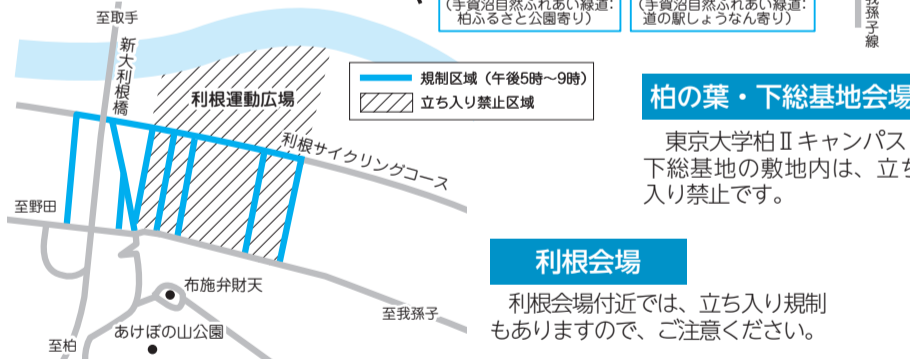 (手賀沼自然ふれあい緑道:
柏ふるさと公園寄り)
(手賀沼自然ふれあい緑道:
道の駅しょうなん寄り)
我孫子線
至取手
新大利根橋
規制区域(午後5時~9時)
立ち入り禁止区域
利根運動広場
利根サイクリングコース
至野田
布施弁財天
あけぼの山公園
至柏
至我孫子
柏の葉・下総基地会場
東京大学柏Ⅱキャンパス
下総基地の敷地内は、立ち
入り禁止です。
利根会場
利根会場付近では、立ち入り規制
もありますので、ご注意ください。